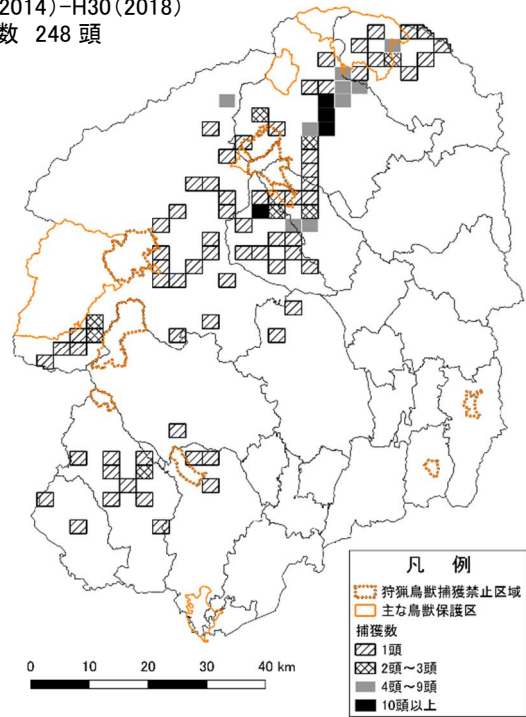 2014)-H30(2018)
数 248 頭
凡 例
狩猟鳥獣捕獲禁止区域
主な鳥獣保護区
捕獲数
1頭
2頭~3頭
4頭~9頭
10頭以上
0 10 20 30 40 km